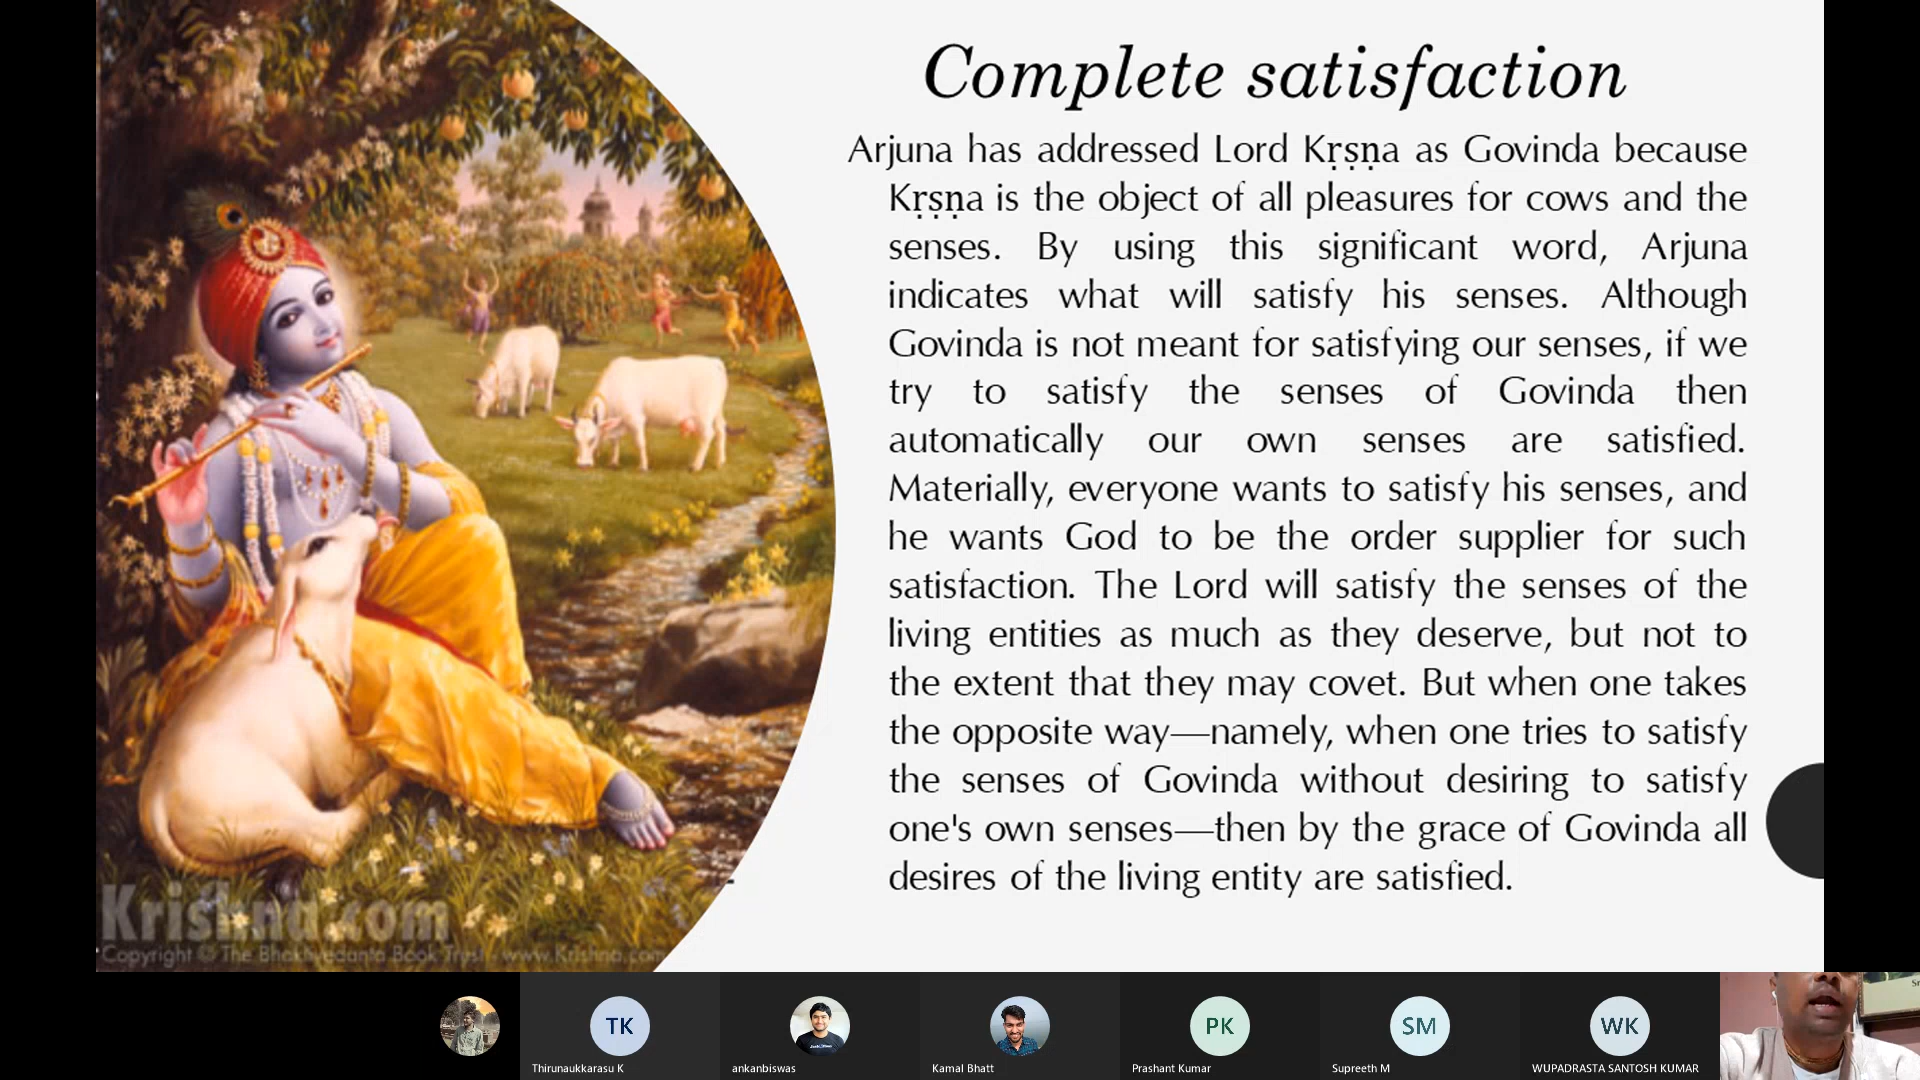 Complete satisfaction
Arjuna has addressed Lord Kṛṣṇa as Govinda because
Kṛṣṇa is the object of all pleasures for cows and the
senses. By using this significant word, Arjuna
indicates what will satisfy his senses. Although
Govinda is not meant for satisfying our senses, if we
try to satisfy the senses of Govinda then
automatically our own senses are satisfied.
Materially, everyone wants to satisfy his senses, and
he wants God to be the order supplier for such
satisfaction. The Lord will satisfy the senses of the
living entities as much as they deserve, but not to
the extent that they may covet. But when one takes
the opposite way—namely, when one tries to satisfy
the senses of Govinda without desiring to satisfy
one's own senses—then by the grace of Govinda all
desires of the living entity are satisfied.
Krishna.com
Copyright © The Bhaktivedanta Book Trust - www.Krishna.com
TK
PK
SM
WK
Thirunaukkarasu K
ankanbiswas
Kamal Bhatt
Prashant Kumar
Supreeth M
WUPADRASTA SANTOSH KUMAR